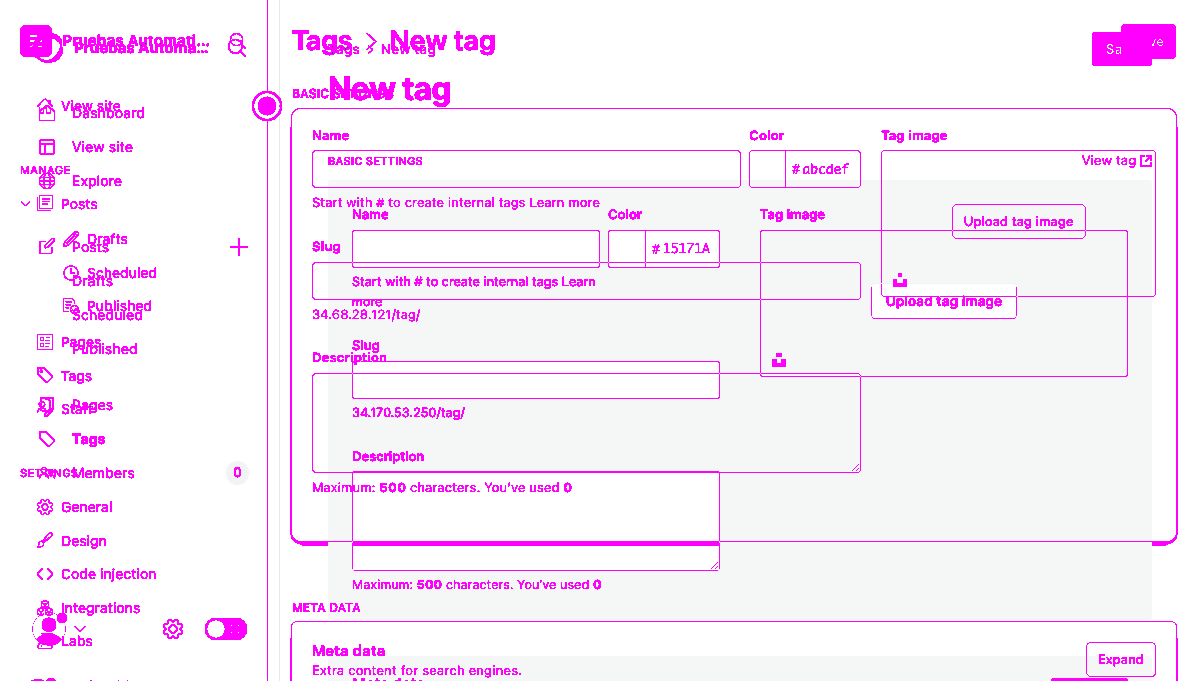 Pruebas Automati...
Pruebas Automa...
Tags > New tag
Tags > New tag
New tag
View site
Dashboard
View site
MANAGE
Explore
Posts
Drafts
Posts
Scheduled
Drafts
Published
Scheduled
Published
Pages
Tags
Pages
Staff
Tags
SETTINGS
Members
0
General
Design
Code injection
Integrations
Labs
BASIC SETTINGS
Name
Color
Tag image
BASIC SETTINGS
#abcdef
View tag
Start with # to create internal tags Learn more
Name
Color
Tag image
Upload tag image
Slug
#15171A
Start with # to create internal tags Learn
more
Upload tag image
34.68.28.121/tag/
Slug
Description
34.170.53.250/tag/
Description
Maximum: 500 characters. You've used 0
Maximum: 500 characters. You've used 0
META DATA
Meta data
Extra content for search engines.
Expand